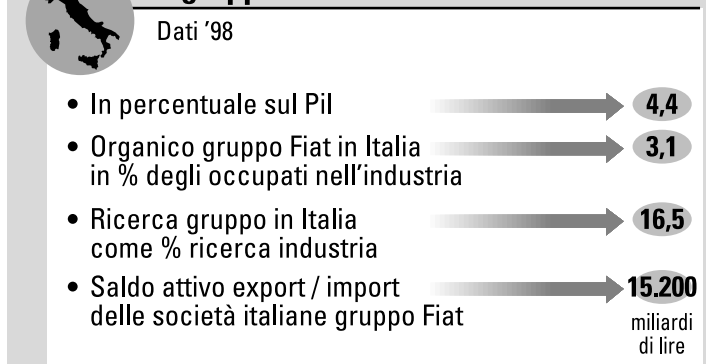 Dati '98
• In percentuale sul Pil 4,4
• Organico gruppo Fiat in Italia 3,1
in % degli occupati nell'industria
• Ricerca gruppo in Italia 16,5
come % ricerca industria
• Saldo attivo export / import 15.200
delle società italiane gruppo Fiat miliardi
di lire